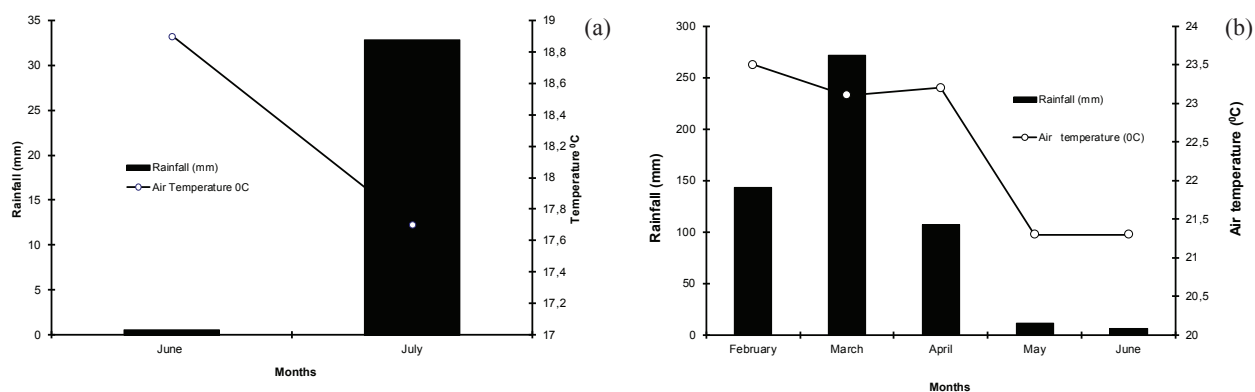 (a)
35
30
25
20
15
10
5
0
Rainfall (mm)
19
18,8
18,6
18,4
18,2
18
17,8
17,6
17,4
17,2
17
Temperature ⁰C
Rainfall (mm)
Air Temperature 0C
June July
Months
(b)
300
250
200
150
100
50
0
Rainfall (mm)
24
23,5
23
22,5
22
21,5
21
20,5
20
Air temperature (⁰C)
Rainfall (mm)
Air temperature (0C)
February March April May June
Months